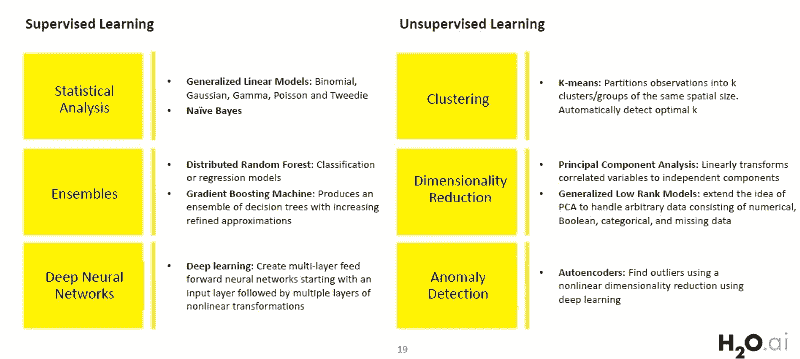 Supervised Learning
Statistical
Analysis
• Generalized Linear Models: Binomial,
Gaussian, Gamma, Poisson and Tweedie
• Naïve Bayes
Ensembles
• Distributed Random Forest: Classification
or regression models
• Gradient Boosting Machine: Produces an
ensemble of decision trees with increasing
refined approximations
Deep Neural
Networks
• Deep learning: Create multi-layer feed
forward neural networks starting with an
input layer followed by multiple layers of
nonlinear transformations
Unsupervised Learning
Clustering
• K-means: Partitions observations into k
clusters/groups of the same spatial size.
Automatically detect optimal k
Dimensionality
Reduction
• Principal Component Analysis: Linearly transforms
correlated variables to independent components
• Generalized Low Rank Models: extend the idea of
PCA to handle arbitrary data consisting of numerical,
Boolean, categorical, and missing data
Anomaly
Detection
• Autoencoders: Find outliers using a
nonlinear dimensionality reduction using
deep learning
19
H2O.ai